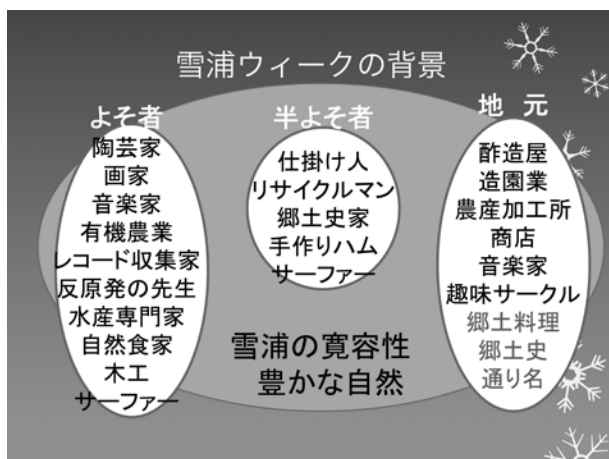 雪浦ウィークの背景
よそ者
陶芸家
画家
音楽家
有機農業
レコード収集家
反原発の先生
水産専門家
自然食家
木工
サーファー
半よそ者
仕掛け人
リサイクルマン
郷土史家
手作りハム
サーファー
地 元
酢造屋
造園業
農産加工所
商店
音楽家
趣味サークル
郷土料理
郷土史
通り名
雪浦の寛容性
豊かな自然